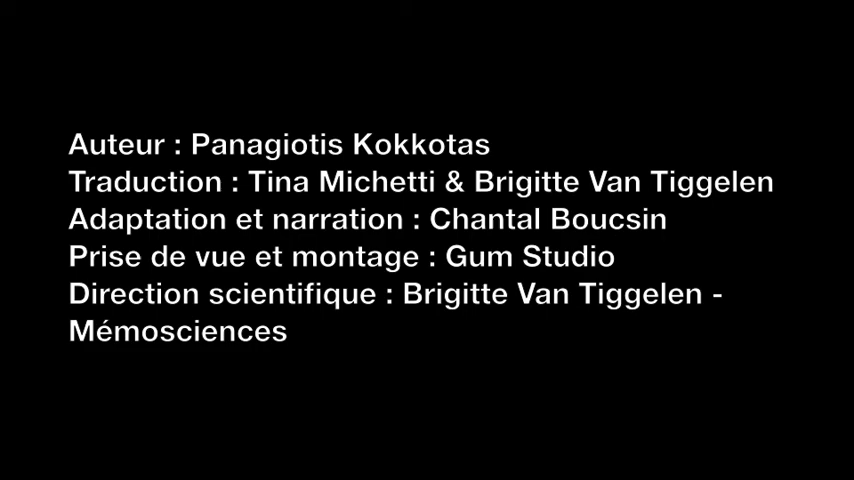 Auteur : Panagiotis Kokkotas
Traduction : Tina Michetti & Brigitte Van Tiggelen
Adaptation et narration : Chantal Boucsin
Prise de vue et montage : Gum Studio
Direction scientifique : Brigitte Van Tiggelen -
Mémosciences